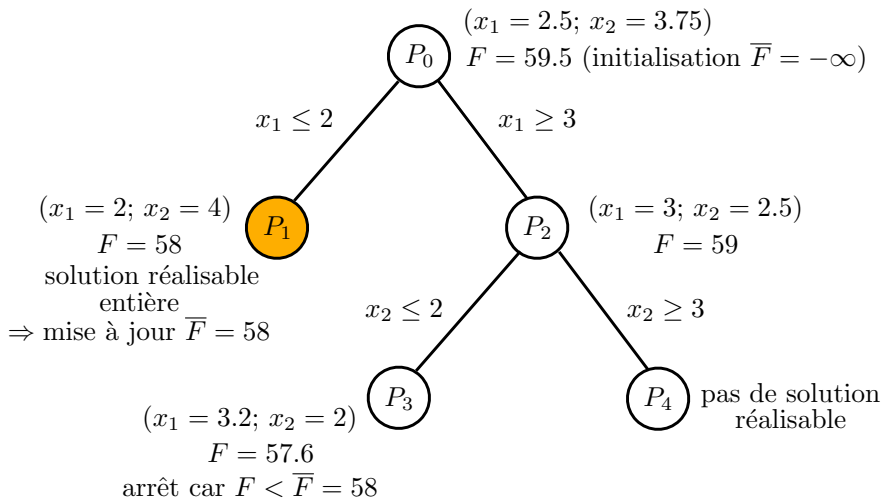 (x₁ = 2.5; x₂ = 3.75)
P₀
F = 59.5 (initialisation F̅ = −∞)
x₁ ≤ 2
x₁ ≥ 3
(x₁ = 2; x₂ = 4)
F = 58
solution réalisable
entière
⇒ mise à jour F̅ = 58
P₁
P₂
(x₁ = 3; x₂ = 2.5)
F = 59
x₂ ≤ 2
x₂ ≥ 3
(x₁ = 3.2; x₂ = 2)
F = 57.6
arrêt car F < F̅ = 58
P₃
P₄
pas de solution
réalisable